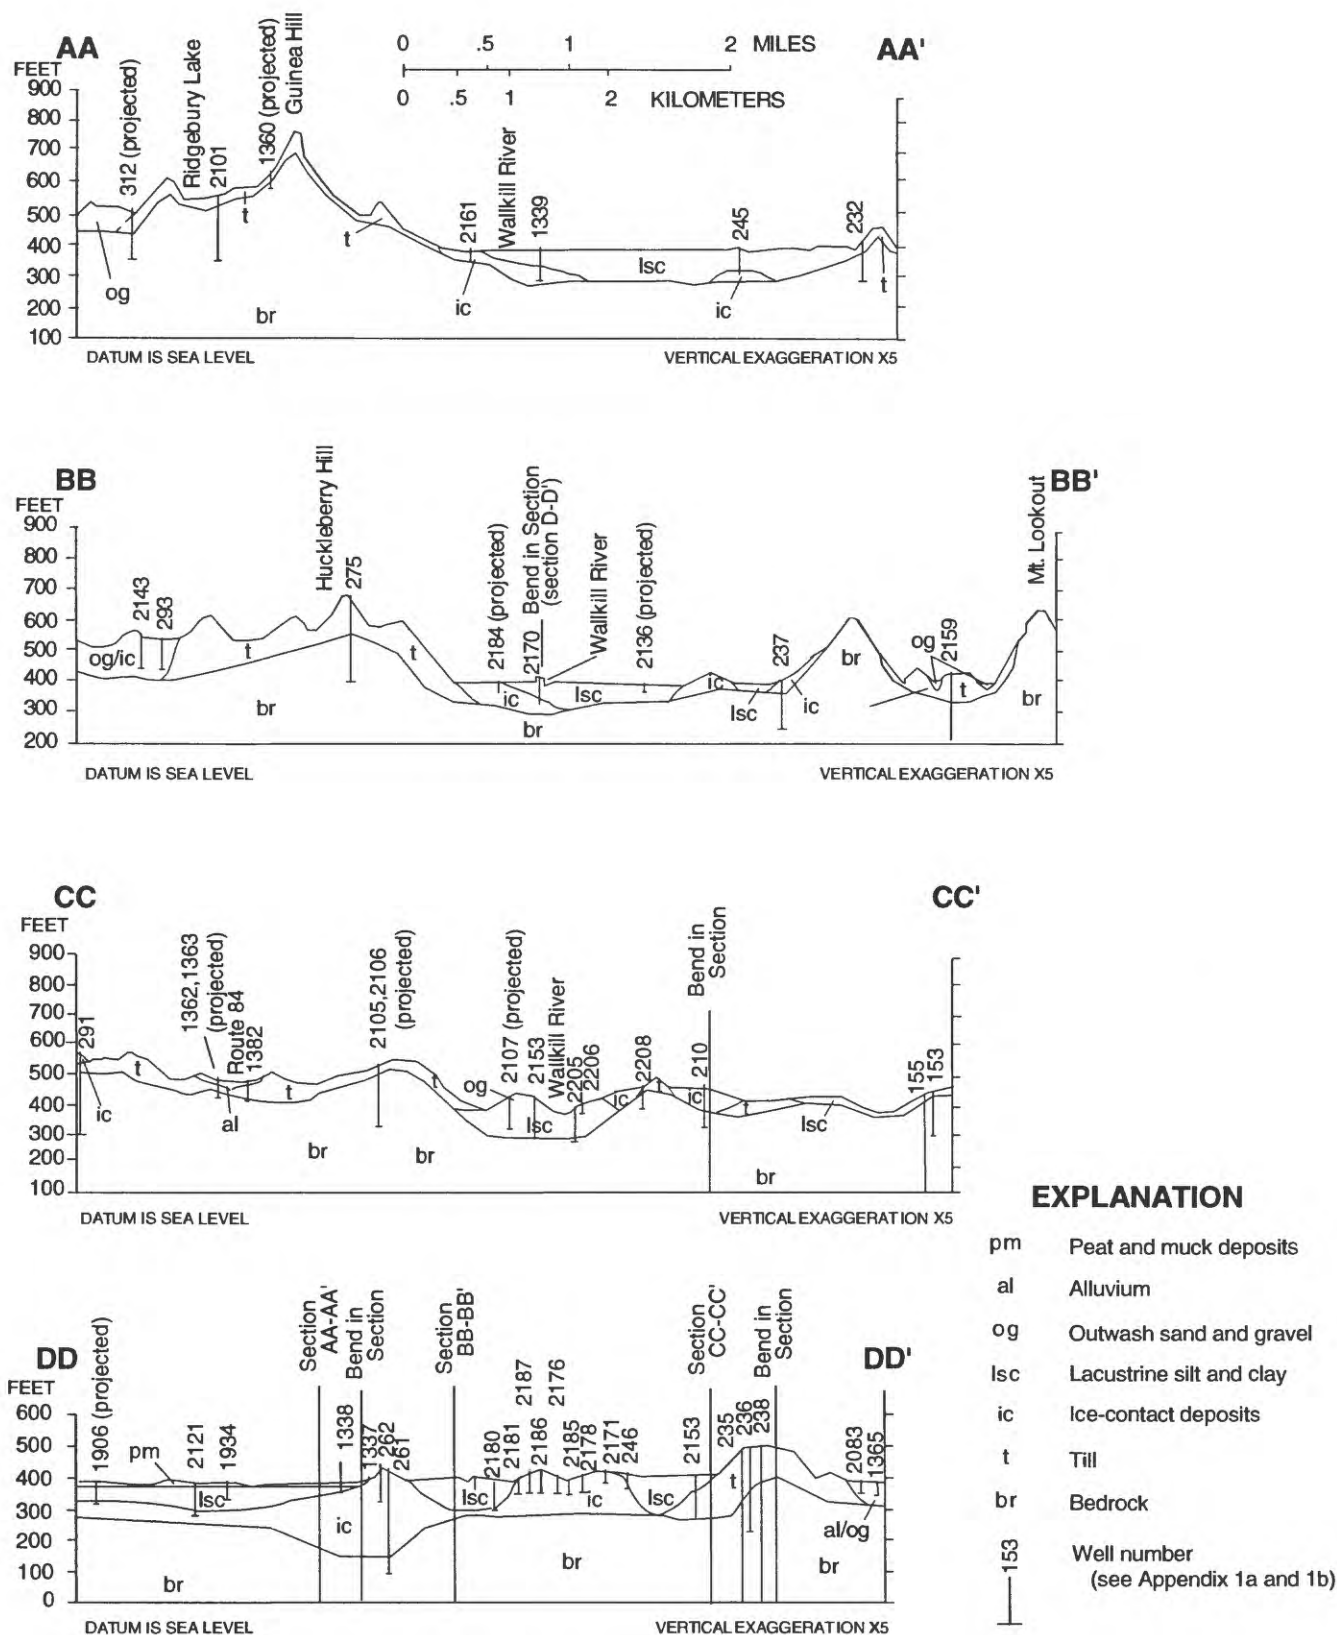 AA
AA'
FEET
900
800
700
600
500
400
300
200
100
312 (projected)
Ridgebury Lake
2101
1360 (projected)
Guinea Hill
0 .5 1 2 MILES
0 .5 1 2 KILOMETERS
2161
Wallkill River
1339
245
232
og
t
t
br
ic
lsc
ic
t
DATUM IS SEA LEVEL
VERTICAL EXAGGERATION X5
BB
BB'
FEET
900
800
700
600
500
400
300
200
2143
293
Huckleberry Hill
275
2184 (projected)
2170
Bend in Section
(section D-D')
Wallkill River
2136 (projected)
237
2159
Mt. Lookout
og/ic
t
br
t
ic
br
lsc
ic
lsc
ic
br
og
t
br
DATUM IS SEA LEVEL
VERTICAL EXAGGERATION X5
CC
CC'
FEET
900
800
700
600
500
400
300
200
100
291
1362,1363
(projected)
Route 84
1382
2105,2106
(projected)
2107 (projected)
2153
Wallkill River
2205
2206
2208
210
Bend in
Section
155
153
ic
t
al
t
br
t
br
og
lsc
ic
t
ic
t
br
lsc
DATUM IS SEA LEVEL
VERTICAL EXAGGERATION X5
DD
DD'
FEET
600
500
400
300
200
100
0
1906 (projected)
pm
2121
1934
Section
AA-AA'
1338
Bend in
Section
1337
262
261
Section
BB-BB'
2180
2181
2187
2186
2176
2185
2178
2171
246
2153
Section
CC-CC'
235
236
238
Bend in
Section
2083
1365
lsc
br
ic
lsc
ic
br
lsc
t
br
al/og
DATUM IS SEA LEVEL
VERTICAL EXAGGERATION X5
EXPLANATION
pm Peat and muck deposits
al Alluvium
og Outwash sand and gravel
lsc Lacustrine silt and clay
ic Ice-contact deposits
t Till
br Bedrock
153 Well number
(see Appendix 1a and 1b)